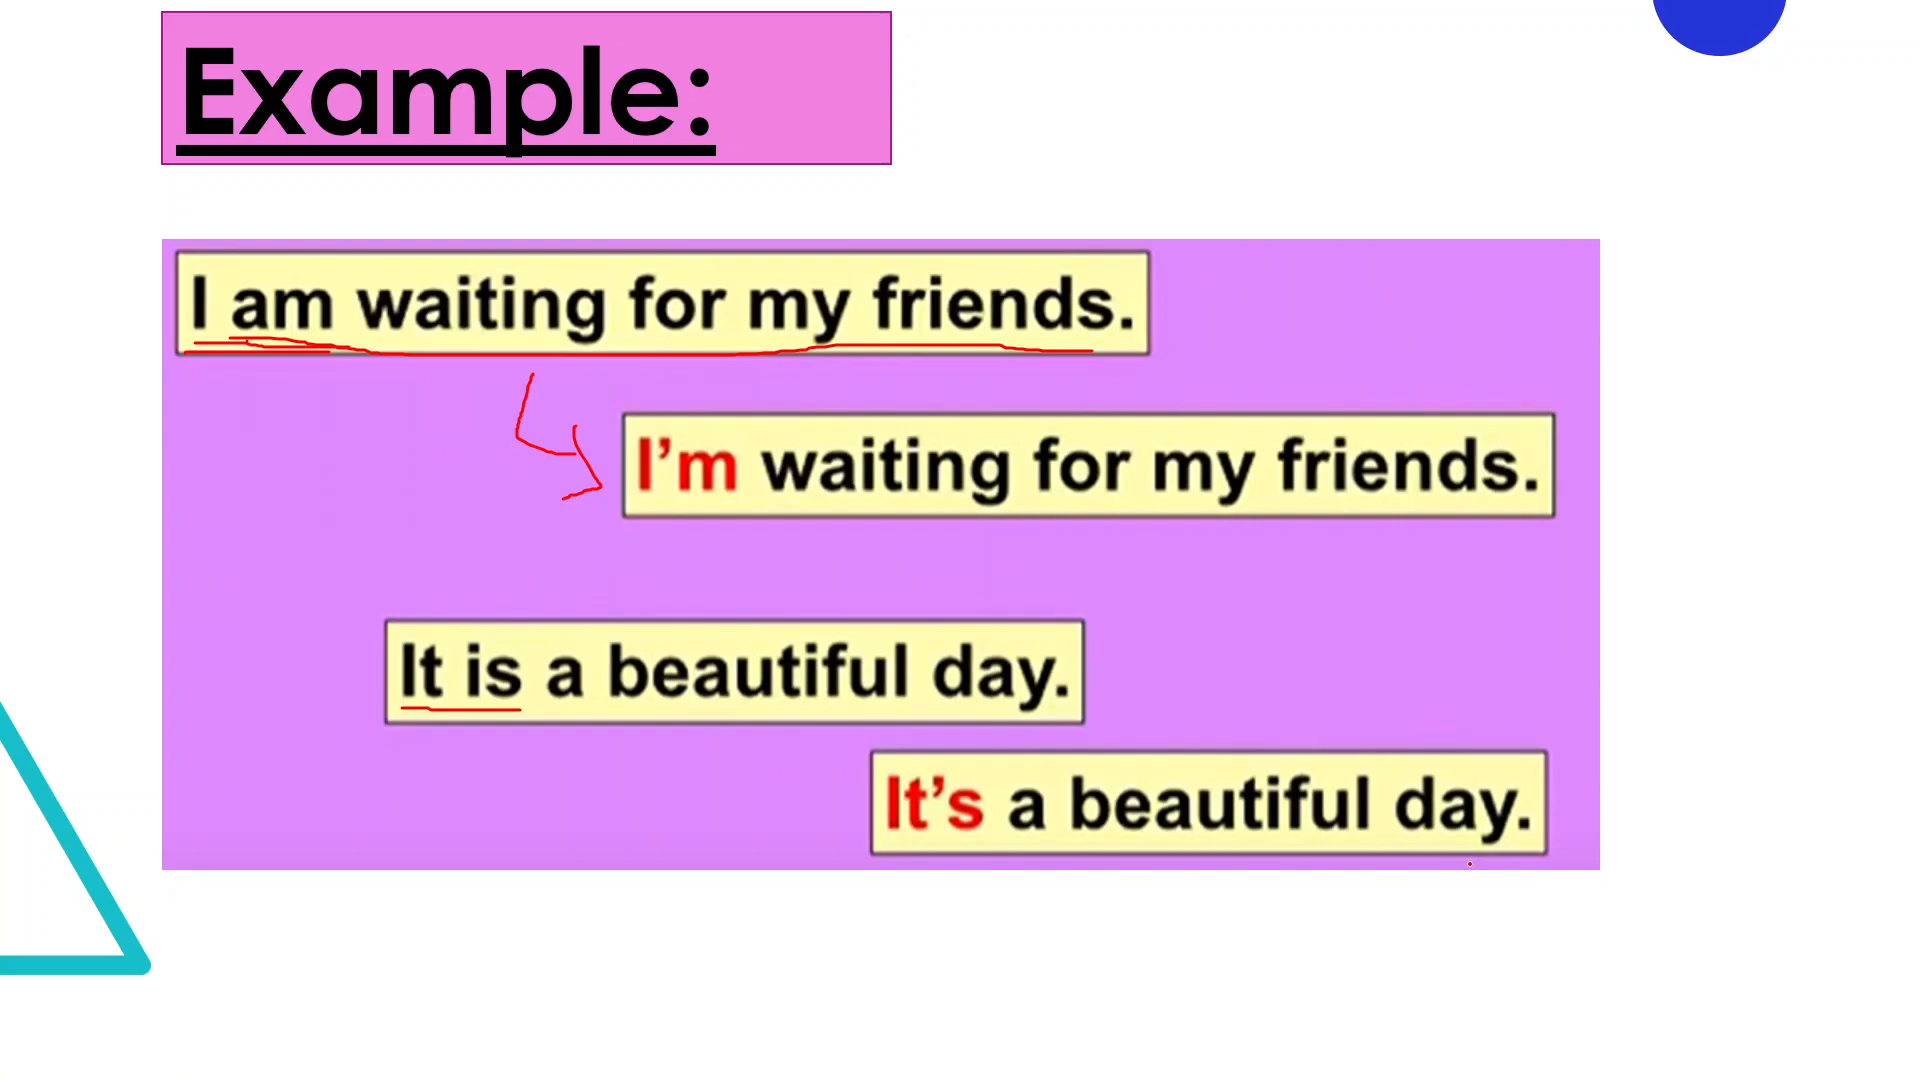 Example:
I am waiting for my friends.
I’m waiting for my friends.
It is a beautiful day.
It’s a beautiful day.